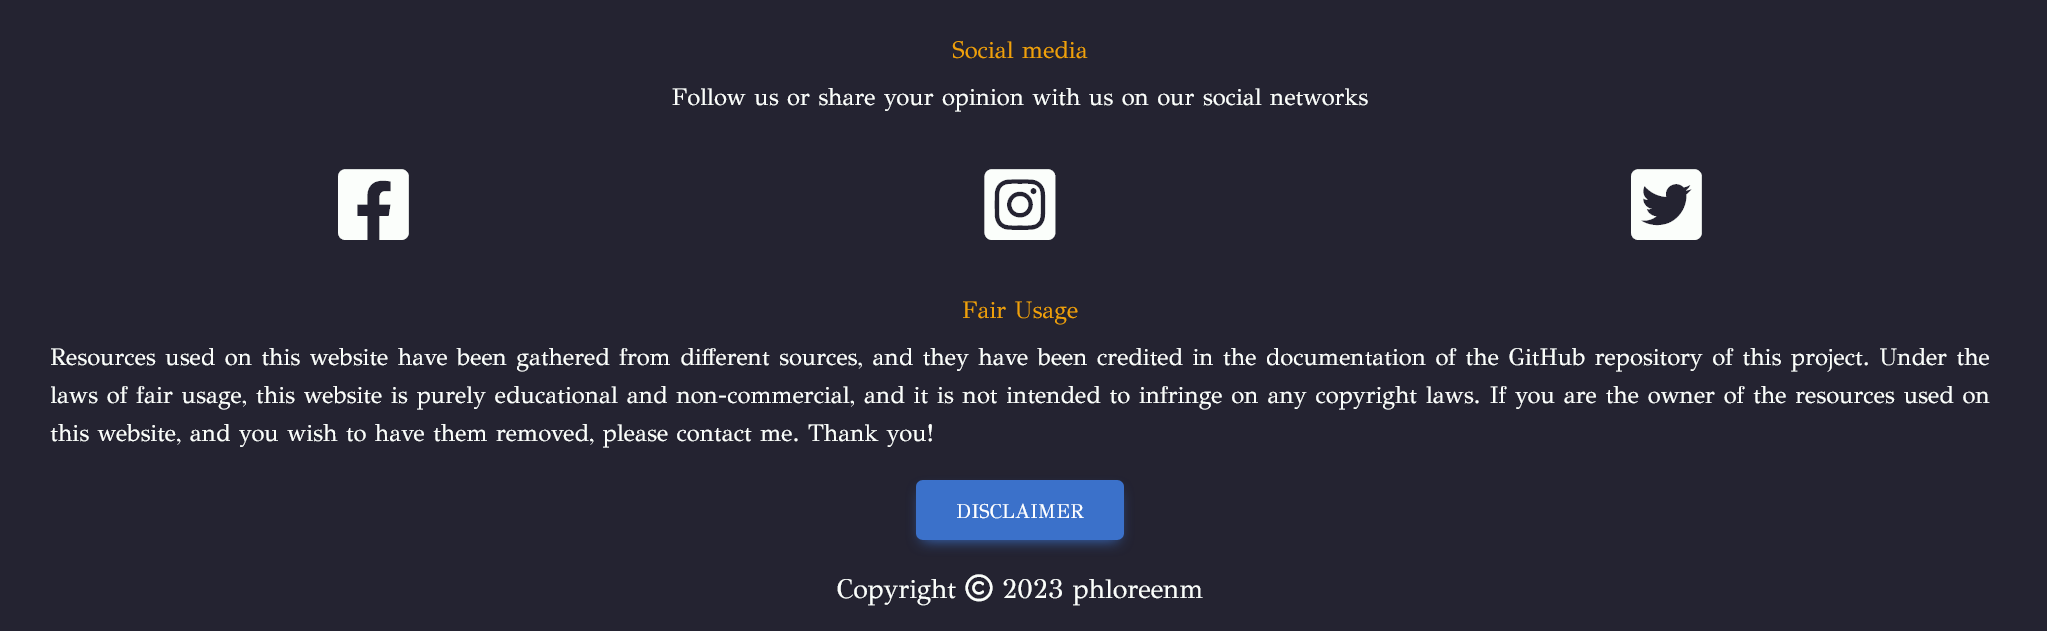 Social media
Follow us or share your opinion with us on our social networks
Fair Usage
Resources used on this website have been gathered from different sources, and they have been credited in the documentation of the GitHub repository of this project. Under the
laws of fair usage, this website is purely educational and non-commercial, and it is not intended to infringe on any copyright laws. If you are the owner of the resources used on
this website, and you wish to have them removed, please contact me. Thank you!
DISCLAIMER
Copyright © 2023 phloreenm